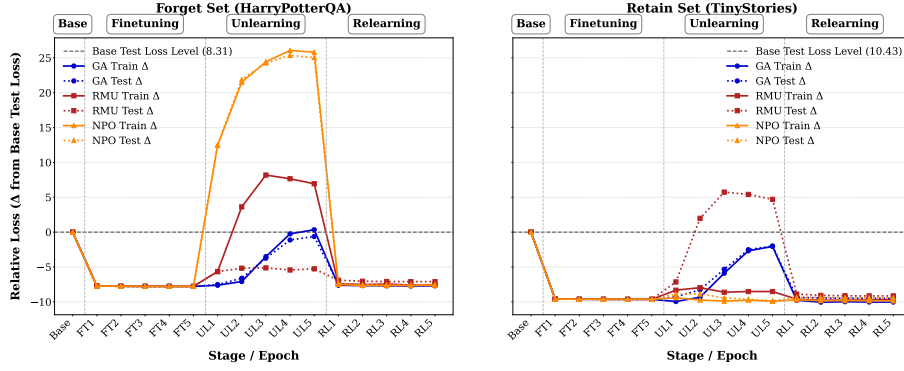 Forget Set (HarryPotterQA)
Base
Finetuning
Unlearning
Relearning
Relative Loss (Δ from Base Test Loss)
25
20
15
10
5
0
−5
−10
Base Test Loss Level (8.31)
GA Train Δ
GA Test Δ
RMU Train Δ
RMU Test Δ
NPO Train Δ
NPO Test Δ
Base
FT1
FT2
FT3
FT4
FT5
UL1
UL2
UL3
UL4
UL5
RL1
RL2
RL3
RL4
RL5
Stage / Epoch
Retain Set (TinyStories)
Base
Finetuning
Unlearning
Relearning
Base Test Loss Level (10.43)
GA Train Δ
GA Test Δ
RMU Train Δ
RMU Test Δ
NPO Train Δ
NPO Test Δ
Base
FT1
FT2
FT3
FT4
FT5
UL1
UL2
UL3
UL4
UL5
RL1
RL2
RL3
RL4
RL5
Stage / Epoch